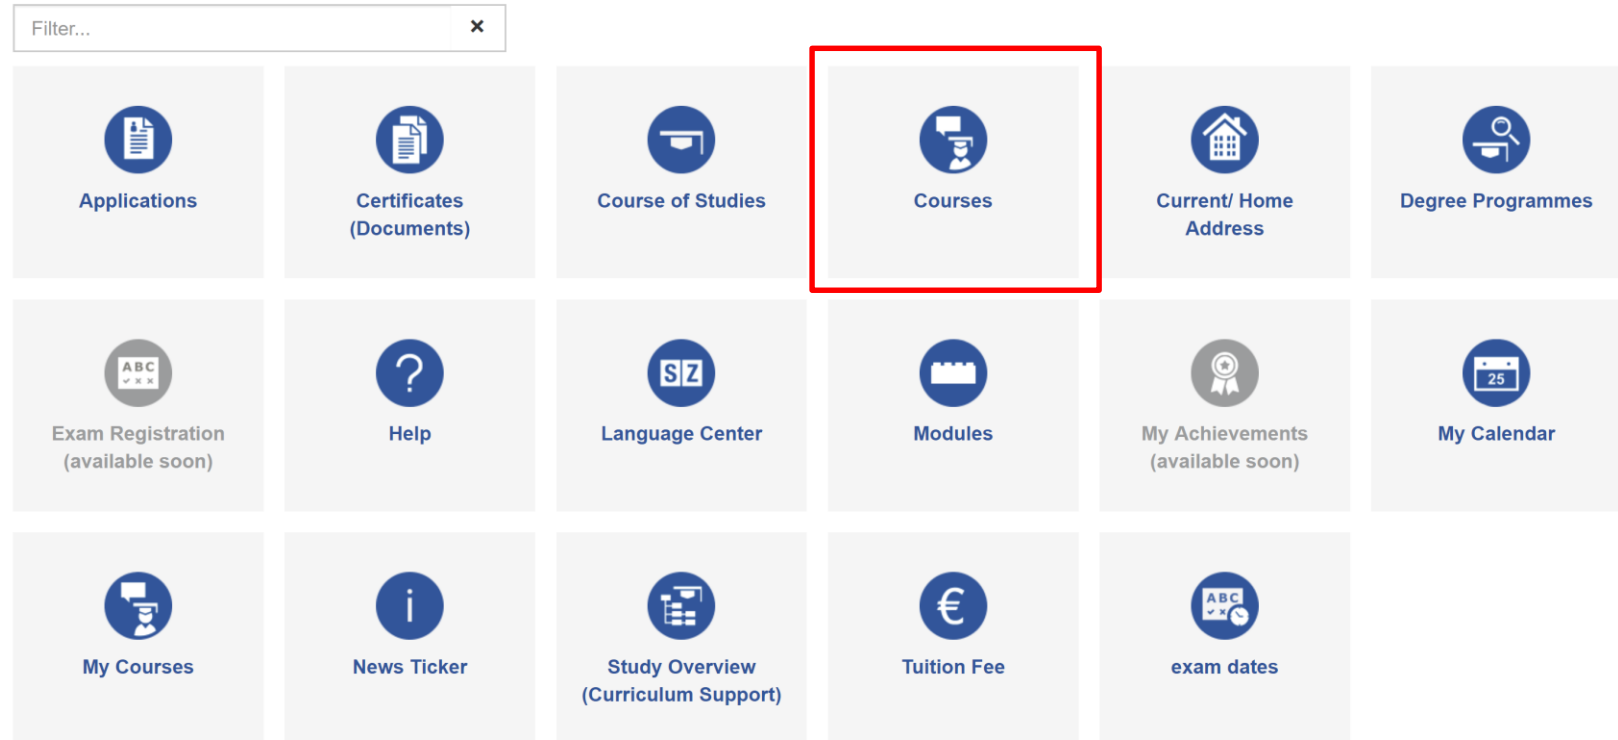 Filter...
Applications
Certificates
(Documents)
Course of Studies
Courses
Current/ Home
Address
Degree Programmes
ABC
Exam Registration
(available soon)
?
Help
SZ
Language Center
Modules
My Achievements
(available soon)
25
My Calendar
My Courses
i
News Ticker
Study Overview
(Curriculum Support)
€
Tuition Fee
ABC
exam dates